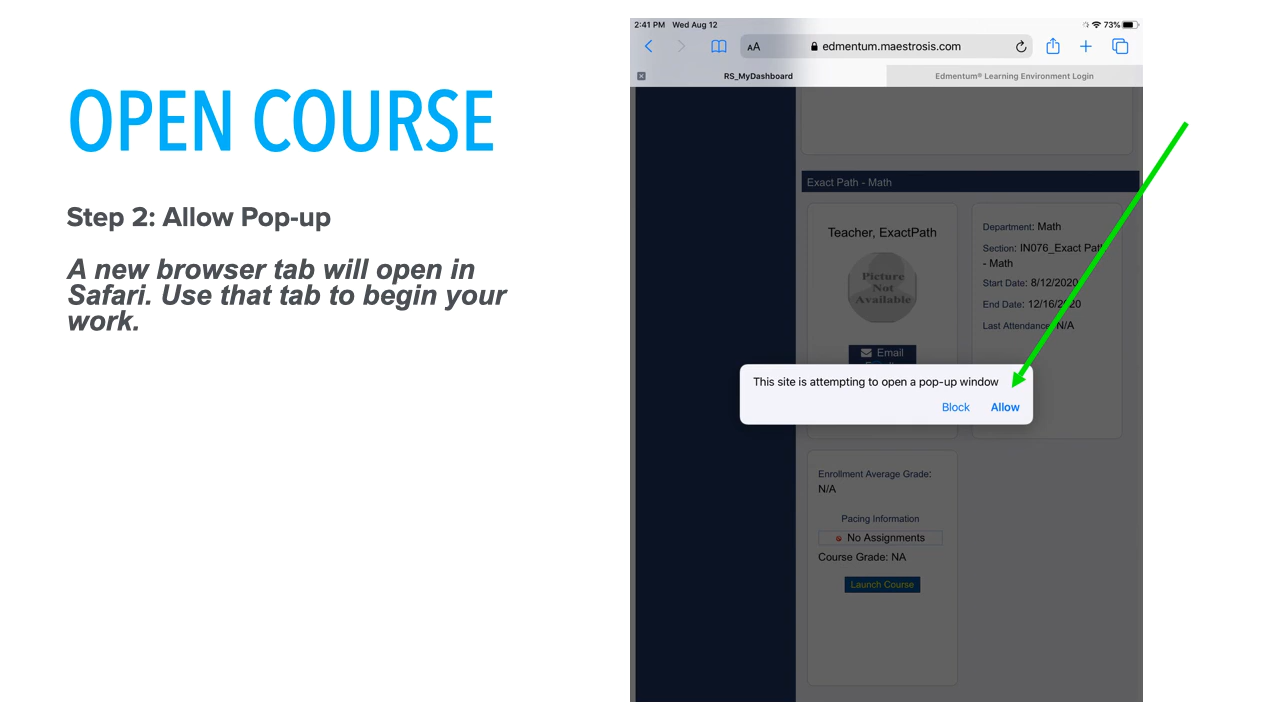 OPEN COURSE
Step 2: Allow Pop-up
A new browser tab will open in
Safari. Use that tab to begin your
work.
2:41 PM Wed Aug 12
73%
AA
edmentum.maestrosis.com
RS_MyDashboard
Edmentum® Learning Environment Login
Exact Path - Math
Teacher, ExactPath
Picture
Not
Available
Email
Department: Math
Section: IN076_Exact Path
- Math
Start Date: 8/12/2020
End Date: 12/16/2020
Last Attendance: N/A
This site is attempting to open a pop-up window
Block Allow
Enrollment Average Grade:
N/A
Pacing Information
No Assignments
Course Grade: NA
Launch Course